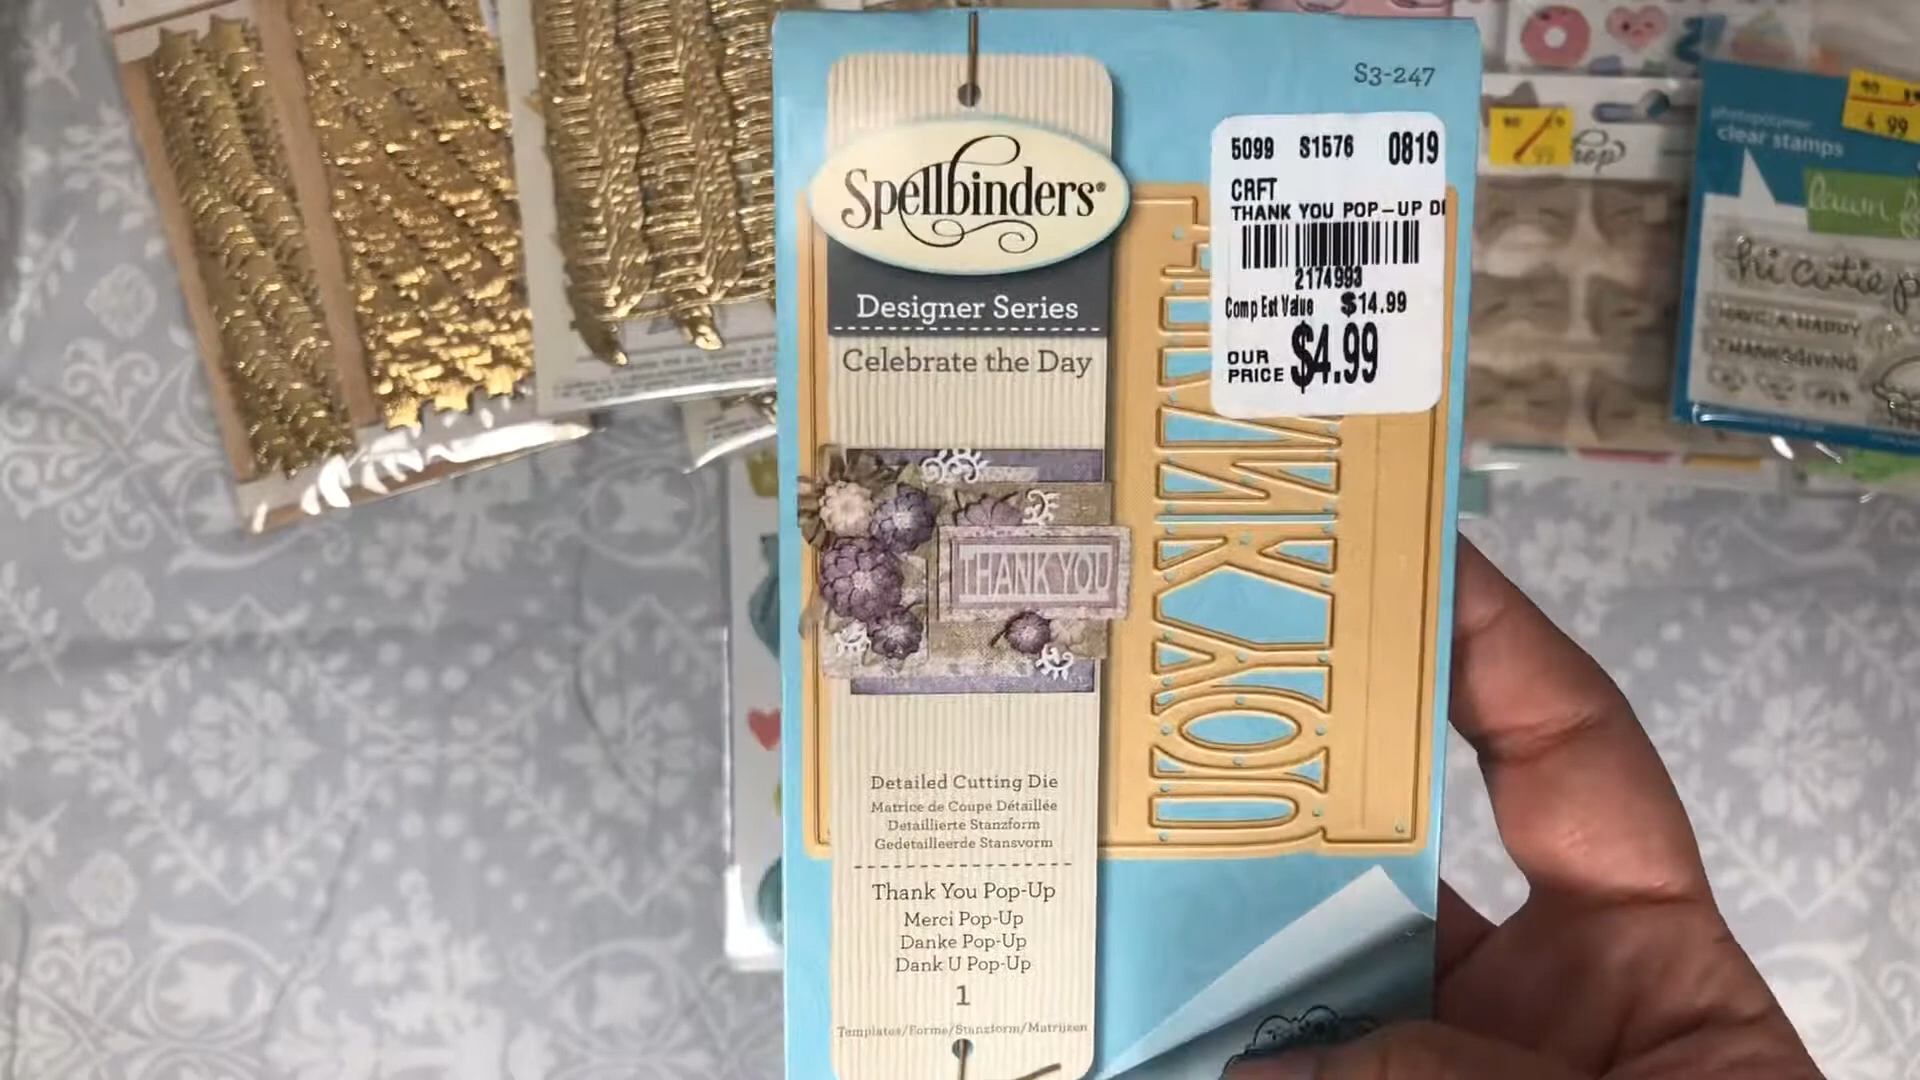 S3-247
5099 S1576 0819
CRFT
THANK YOU POP-UP DI
2174993
Comp Est Value $14.99
OUR PRICE $4.99
Spellbinders®
Designer Series
Celebrate the Day
THANK YOU
THANK YOU
Detailed Cutting Die
Matrice de Coupe Détaillée
Detaillierte Stanzform
Gedetailleerde Stansvorm
Thank You Pop-Up
Merci Pop-Up
Danke Pop-Up
Dank U Pop-Up
1
Templates/Forme/Stanzform/Matrijzen
4.99
photopolymer
clear stamps
lawn
hi cutie p
HAVE A HAPPY
THANKSGIVING